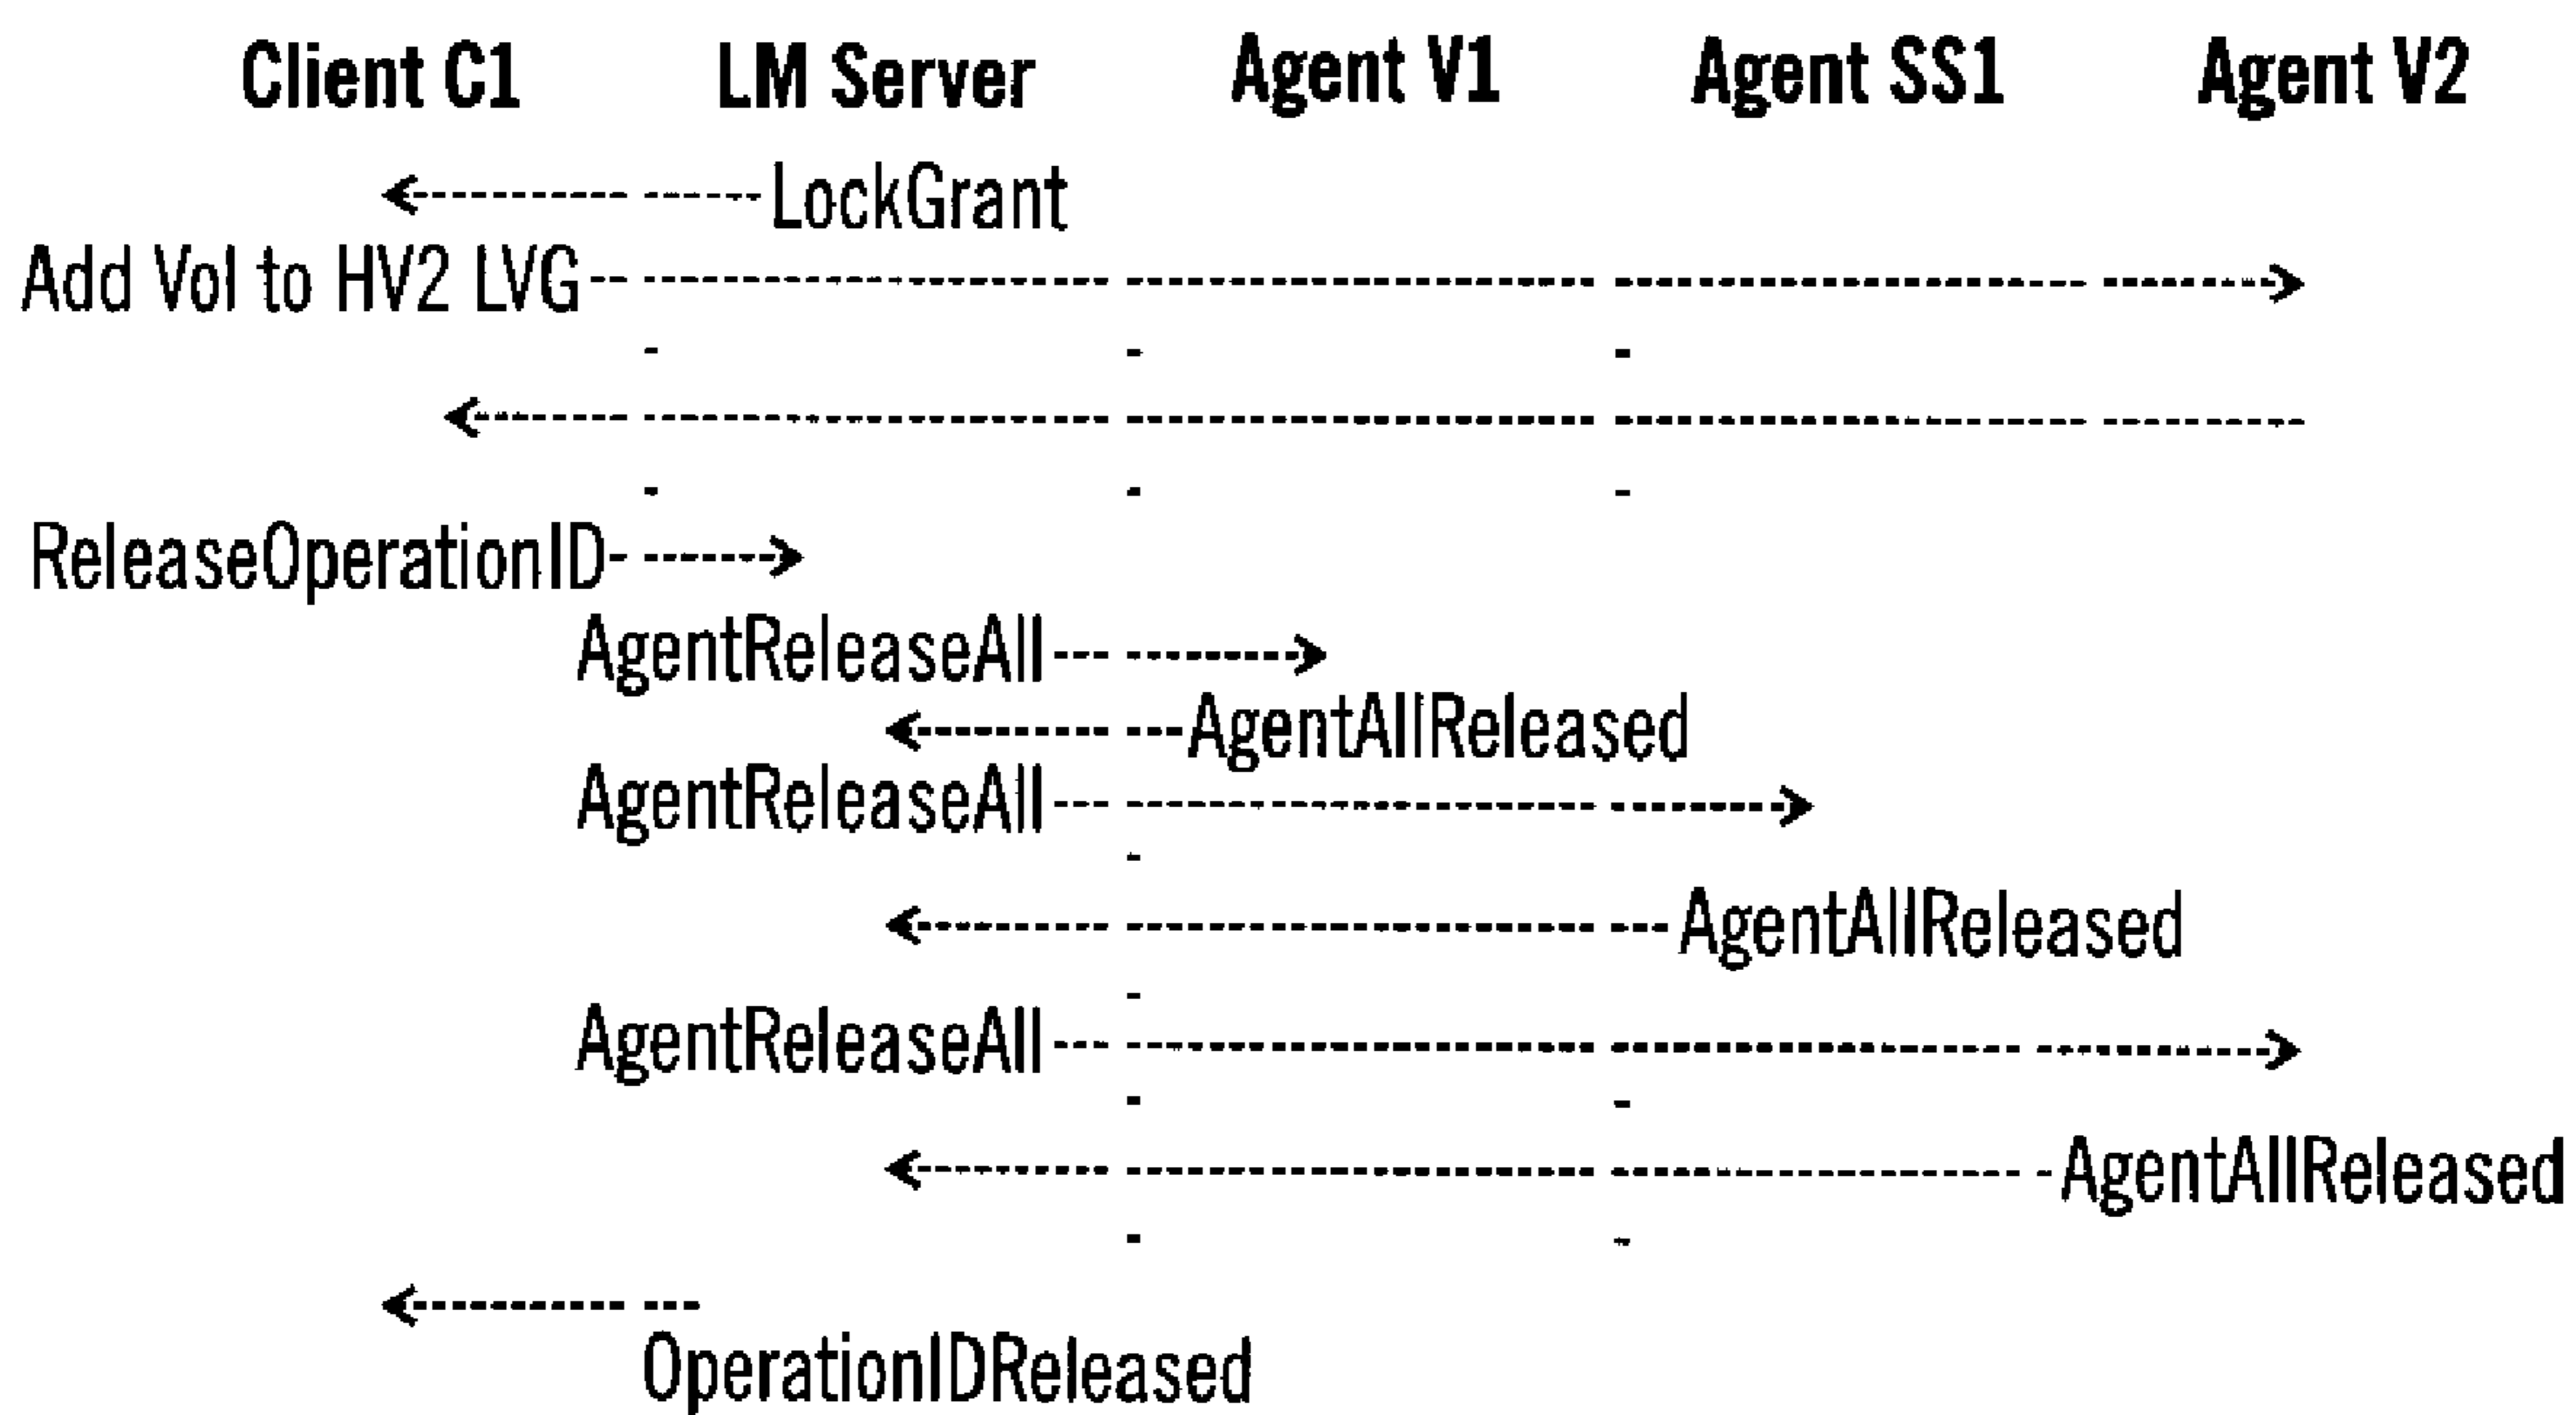 Client C1 LM Server Agent V1 Agent SS1 Agent V2
LockGrant
Add Vol to HV2 LVG
ReleaseOperationID
AgentReleaseAll
AgentAllReleased
AgentReleaseAll
AgentAllReleased
AgentReleaseAll
AgentAllReleased
OperationIDReleased